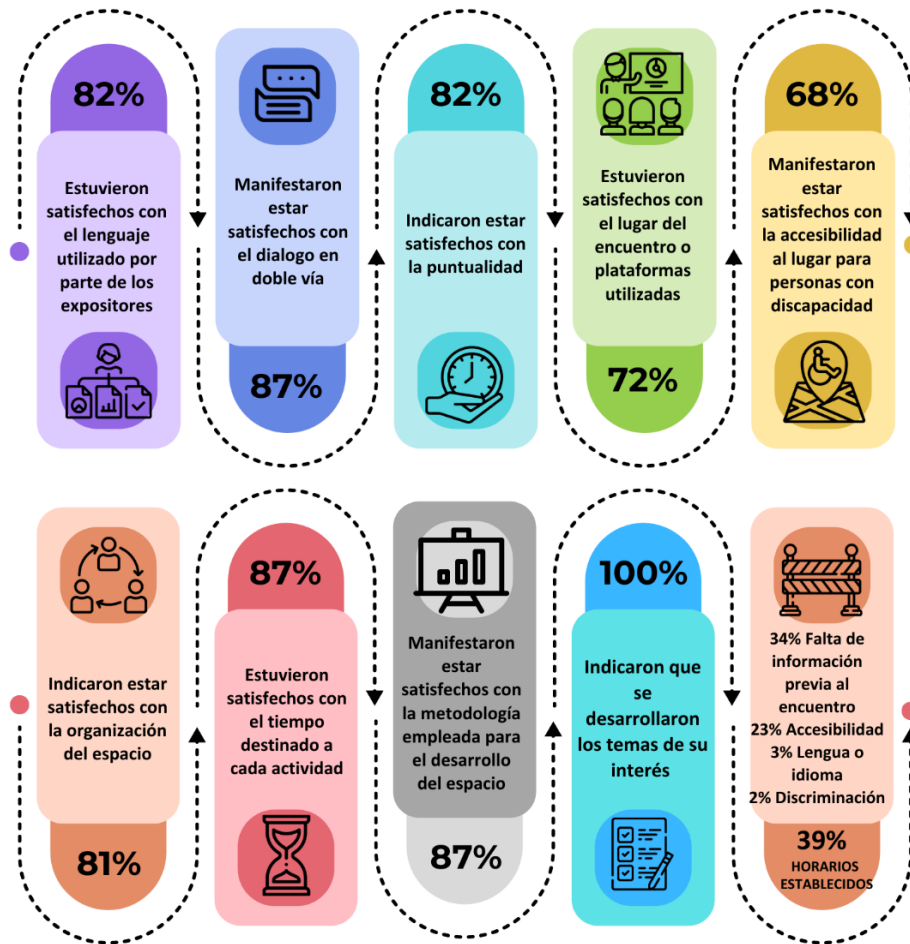 82%
Estuvieron
satisfechos con
el lenguaje
utilizado por
parte de los
expositores
Manifestaron
estar
satisfechos con
el dialogo en
doble vía
87%
82%
Indicaron estar
satisfechos con
la puntualidad
Estuvieron
satisfechos con
el lugar del
encuentro o
plataformas
utilizadas
72%
68%
Manifestaron
estar
satisfechos con
la accesibilidad
al lugar para
personas con
discapacidad
Indicaron estar
satisfechos con
la organización
del espacio
81%
87%
Estuvieron
satisfechos con
el tiempo
destinado a
cada actividad
Manifestaron
estar
satisfechos con
la metodología
empleada para
el desarrollo
del espacio
87%
100%
Indicaron que
se
desarrollaron
los temas de su
interés
34% Falta de
información
previa al
encuentro
23% Accesibilidad
3% Lengua o
idioma
2% Discriminación
39%
HORARIOS
ESTABLECIDOS